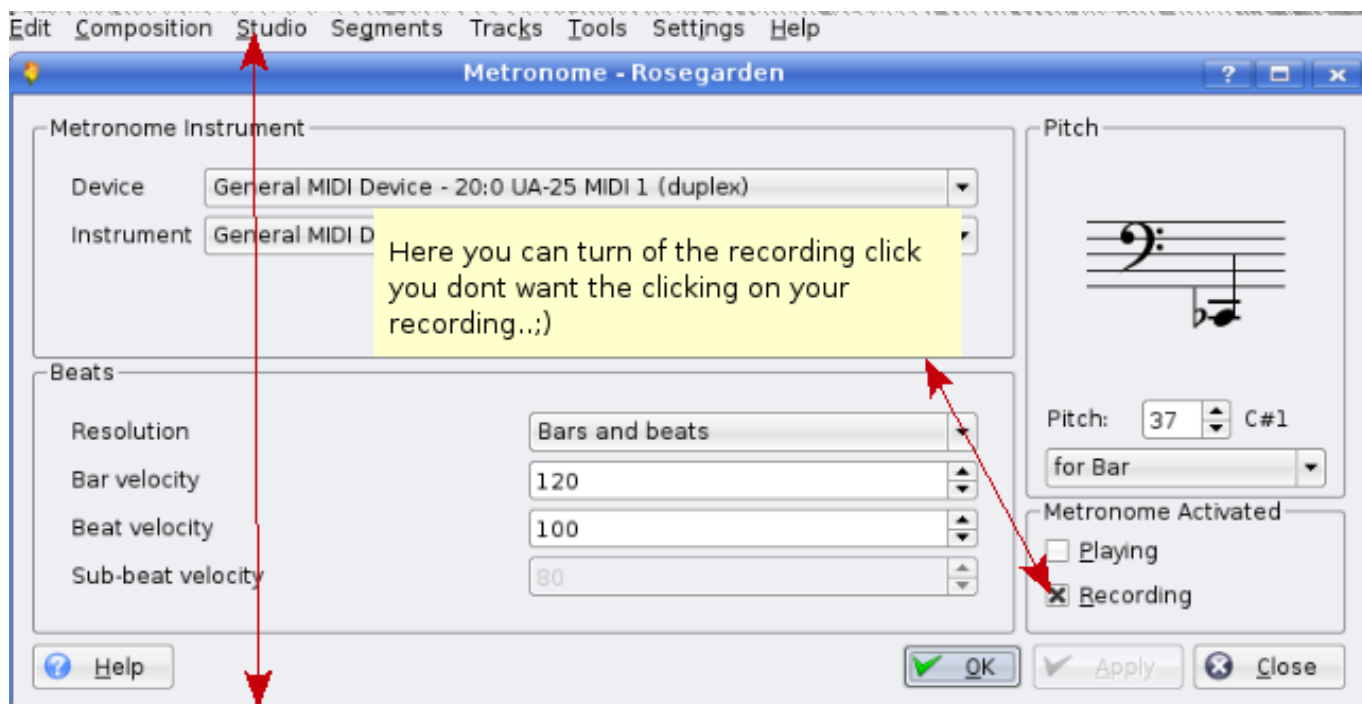 Edit Composition Studio Segments Tracks Tools Settings Help
Metronome - Rosegarden
Metronome Instrument
Device General MIDI Device - 20:0 UA-25 MIDI 1 (duplex)
Instrument General MIDI D
Here you can turn of the recording click
you dont want the clicking on your
recording..;)
Beats
Resolution Bars and beats
Bar velocity 120
Beat velocity 100
Sub-beat velocity 80
Pitch
Pitch: 37 C#1
for Bar
Metronome Activated
Playing
Recording
Help OK Apply Close